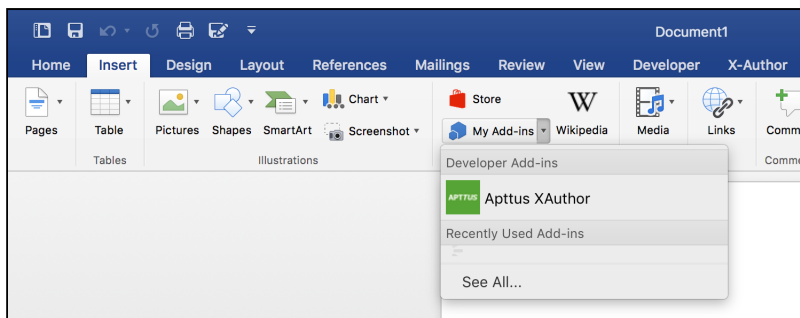 Document1
Home Insert Design Layout References Mailings Review View Developer X-Author
Chart
Store
W
Pages Table Pictures Shapes SmartArt Screenshot My Add-ins Wikipedia Media Links
Tables Illustrations
Developer Add-ins
APTTUS Apttus XAuthor
Recently Used Add-ins
See All...